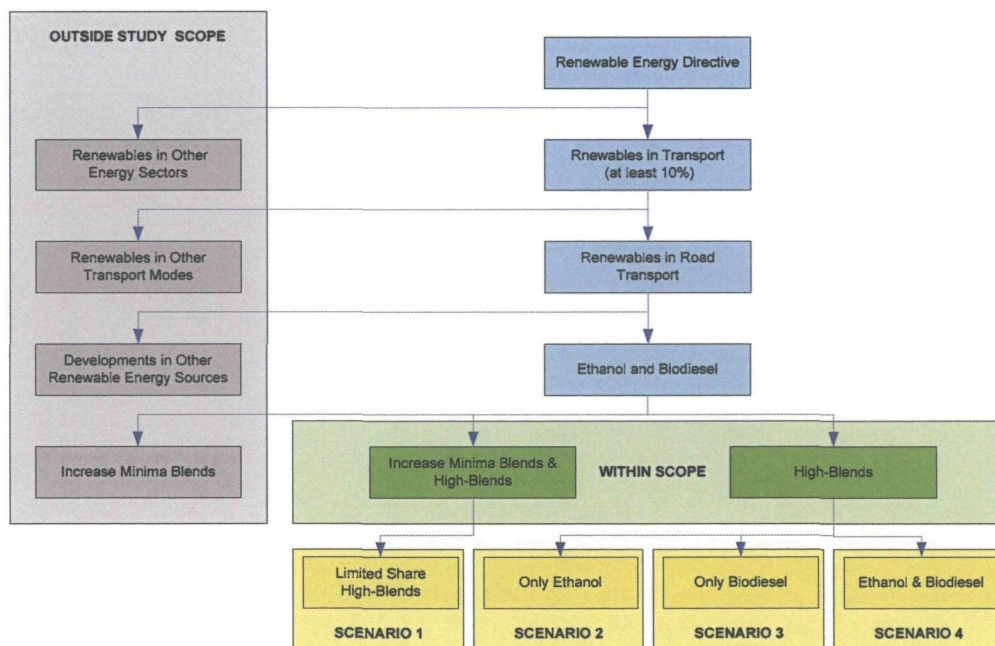 OUTSIDE STUDY SCOPE
Renewable Energy Directive
Renewables in Other
Energy Sectors
Rnewables in Transport
(at least 10%)
Renewables in Other
Transport Modes
Renewables in Road
Transport
Developments in Other
Renewable Energy Sources
Ethanol and Biodiesel
Increase Minima Blends
Increase Minima Blends &
High-Blends
WITHIN SCOPE
High-Blends
Limited Share
High-Blends
SCENARIO 1
Only Ethanol
SCENARIO 2
Only Biodiesel
SCENARIO 3
Ethanol & Biodiesel
SCENARIO 4